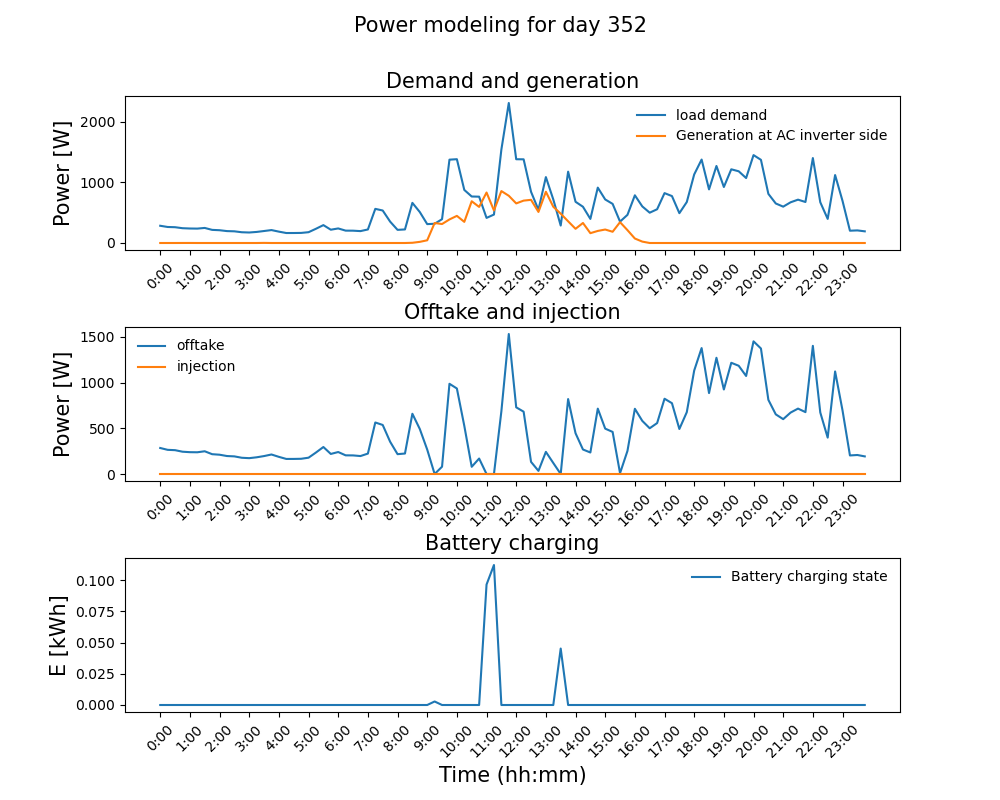 Power modeling for day 352
Demand and generation
Power [W]
2000
1000
0
load demand
Generation at AC inverter side
0:00 1:00 2:00 3:00 4:00 5:00 6:00 7:00 8:00 9:00 10:00 11:00 12:00 13:00 14:00 15:00 16:00 17:00 18:00 19:00 20:00 21:00 22:00 23:00
Offtake and injection
Power [W]
1500
1000
500
0
offtake
injection
0:00 1:00 2:00 3:00 4:00 5:00 6:00 7:00 8:00 9:00 10:00 11:00 12:00 13:00 14:00 15:00 16:00 17:00 18:00 19:00 20:00 21:00 22:00 23:00
Battery charging
E [kWh]
0.100
0.075
0.050
0.025
0.000
Battery charging state
0:00 1:00 2:00 3:00 4:00 5:00 6:00 7:00 8:00 9:00 10:00 11:00 12:00 13:00 14:00 15:00 16:00 17:00 18:00 19:00 20:00 21:00 22:00 23:00
Time (hh:mm)